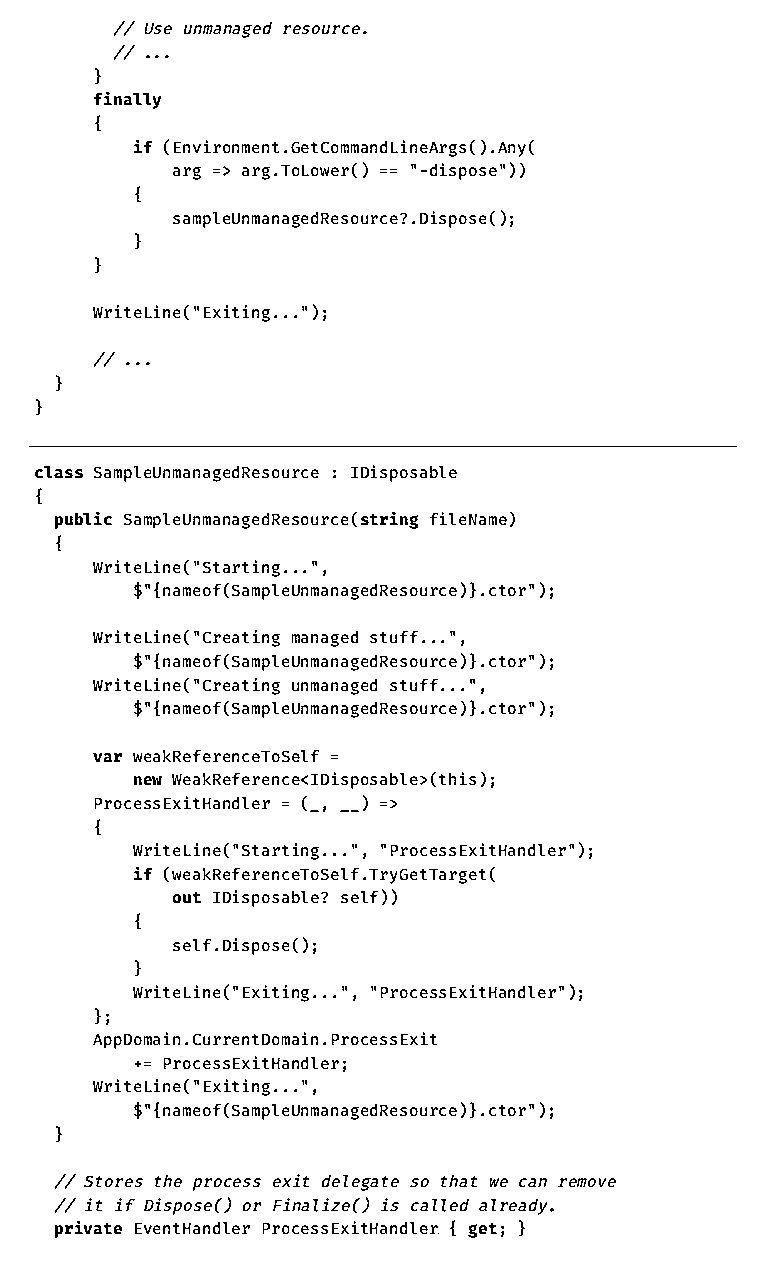 // Use unmanaged resource.
        // ...
      }
      finally
      {
          if (Environment.GetCommandLineArgs().Any(
              arg => arg.ToLower() == "-dispose"))
          {
              sampleUnmanagedResource?.Dispose();
          }
      }

      WriteLine("Exiting...");

      // ...
  }
}

class SampleUnmanagedResource : IDisposable
{
  public SampleUnmanagedResource(string fileName)
  {
      WriteLine("Starting...",
          $"{nameof(SampleUnmanagedResource)}.ctor");

      WriteLine("Creating managed stuff...",
          $"{nameof(SampleUnmanagedResource)}.ctor");
      WriteLine("Creating unmanaged stuff...",
          $"{nameof(SampleUnmanagedResource)}.ctor");

      var weakReferenceToSelf =
          new WeakReference<IDisposable>(this);
      ProcessExitHandler = (_, __) =>
      {
          WriteLine("Starting...", "ProcessExitHandler");
          if (weakReferenceToSelf.TryGetTarget(
              out IDisposable? self))
          {
              self.Dispose();
          }
          WriteLine("Exiting...", "ProcessExitHandler");
      };
      AppDomain.CurrentDomain.ProcessExit
          += ProcessExitHandler;
      WriteLine("Exiting...",
          $"{nameof(SampleUnmanagedResource)}.ctor");
  }

  // Stores the process exit delegate so that we can remove
  // it if Dispose() or Finalize() is called already.
  private EventHandler ProcessExitHandler { get; }